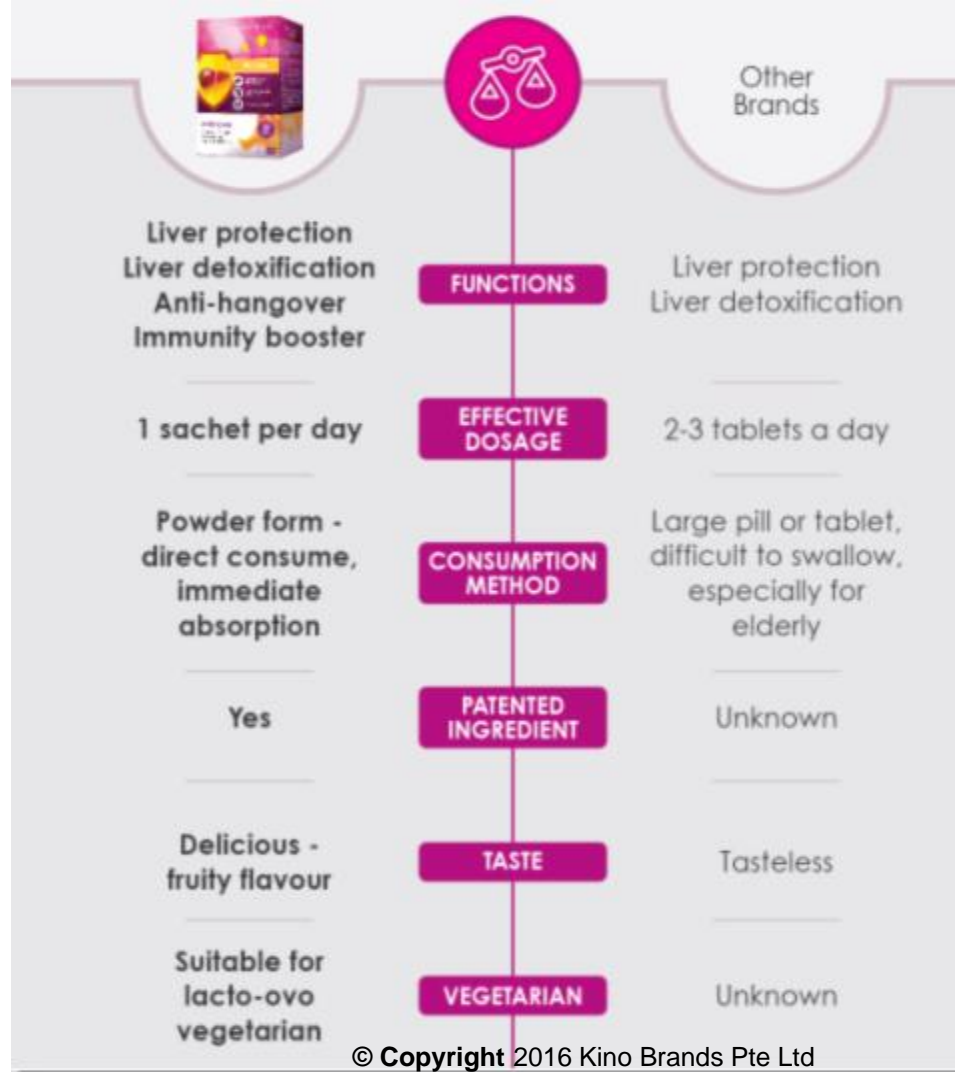 Other
Brands
Liver protection
Liver detoxification
Anti-hangover
Immunity booster
FUNCTIONS
Liver protection
Liver detoxification
1 sachet per day
EFFECTIVE
DOSAGE
2-3 tablets a day
Powder form -
direct consume,
immediate
absorption
CONSUMPTION
METHOD
Large pill or tablet,
difficult to swallow,
especially for
elderly
Yes
PATENTED
INGREDIENT
Unknown
Delicious -
fruity flavour
TASTE
Tasteless
Suitable for
lacto-ovo
vegetarian
VEGETARIAN
Unknown
© Copyright 2016 Kino Brands Pte Ltd